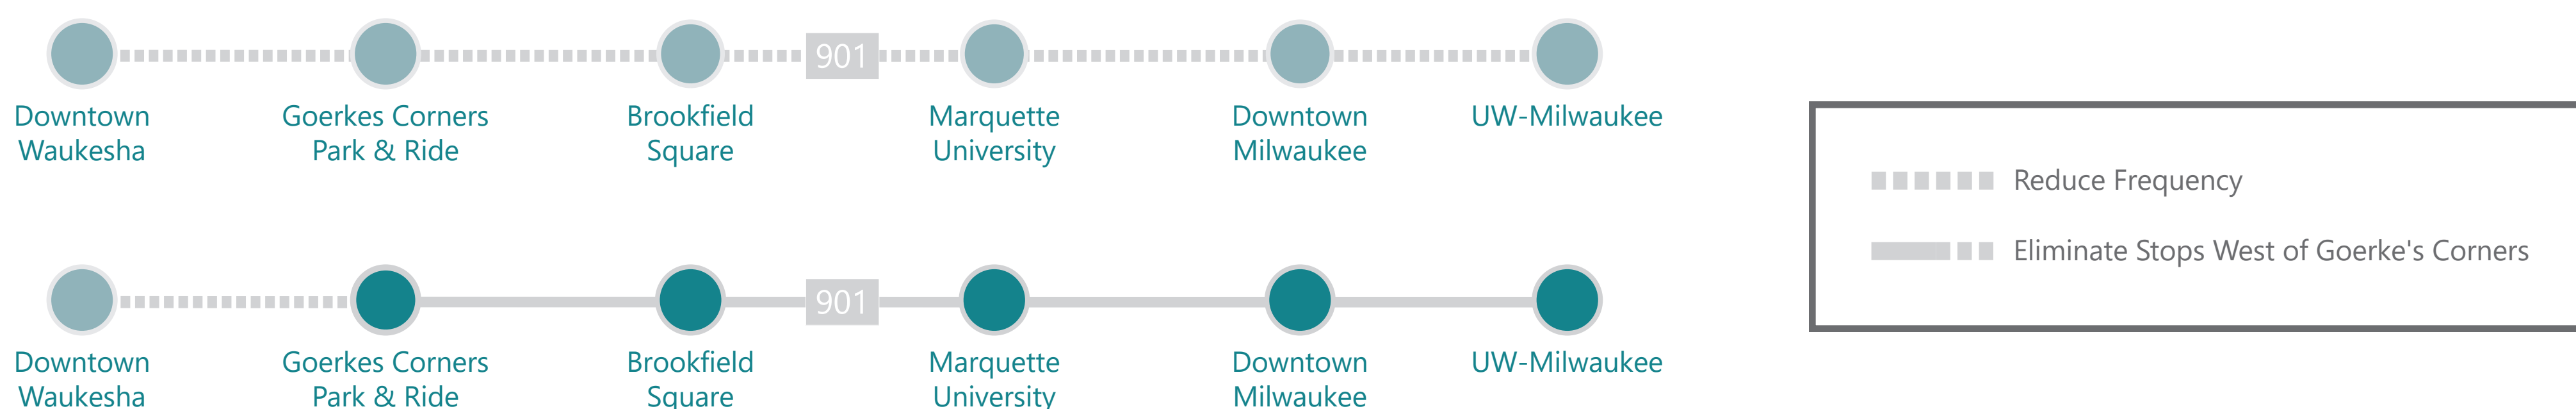 901
Downtown
Waukesha
Goerkes Corners
Park & Ride
Brookfield
Square
Marquette
University
Downtown
Milwaukee
UW-Milwaukee
Reduce Frequency
Eliminate Stops West of Goerke's Corners
901
Downtown
Waukesha
Goerkes Corners
Park & Ride
Brookfield
Square
Marquette
University
Downtown
Milwaukee
UW-Milwaukee